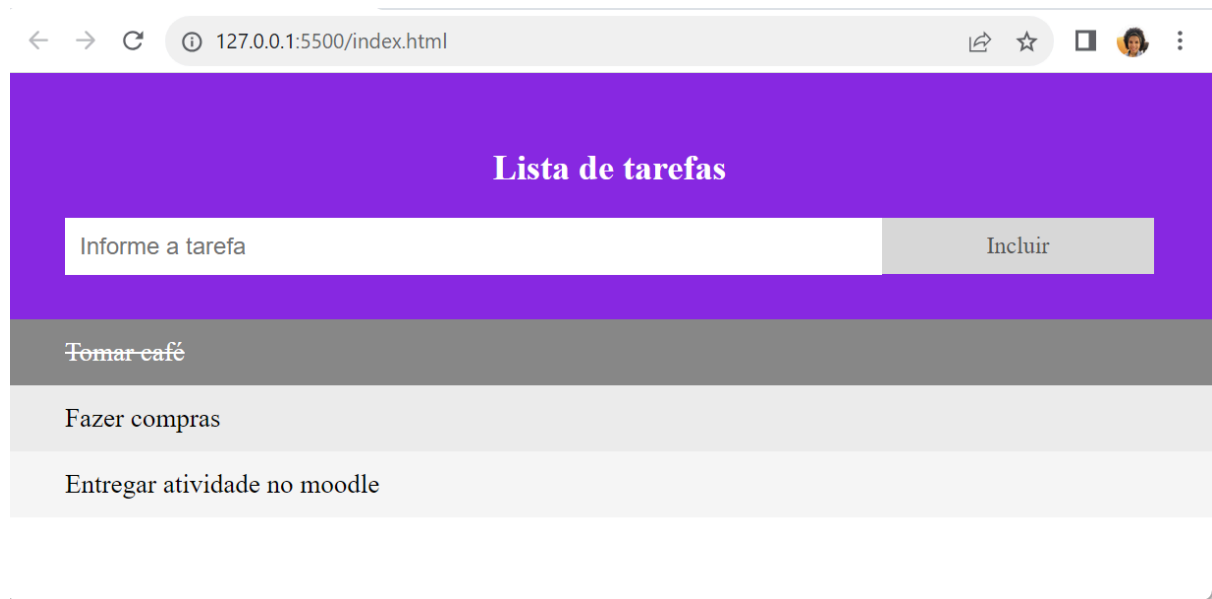 127.0.0.1:5500/index.html
Lista de tarefas
Informe a tarefa
Incluir
Tomar café
Fazer compras
Entregar atividade no moodle